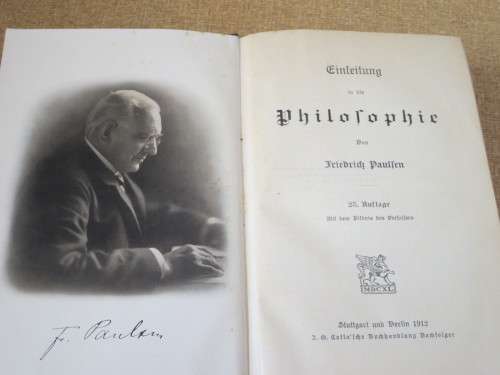 Fr. Paulsen
Einleitung
in die
Philoſophie
Von
Friedrich Paulſen
25. Auflage
Mit dem Bildnis des Verfaſſers
MDCXL
Stuttgart und Berlin 1912
J. G. Cotta'ſche Buchhandlung Nachfolger